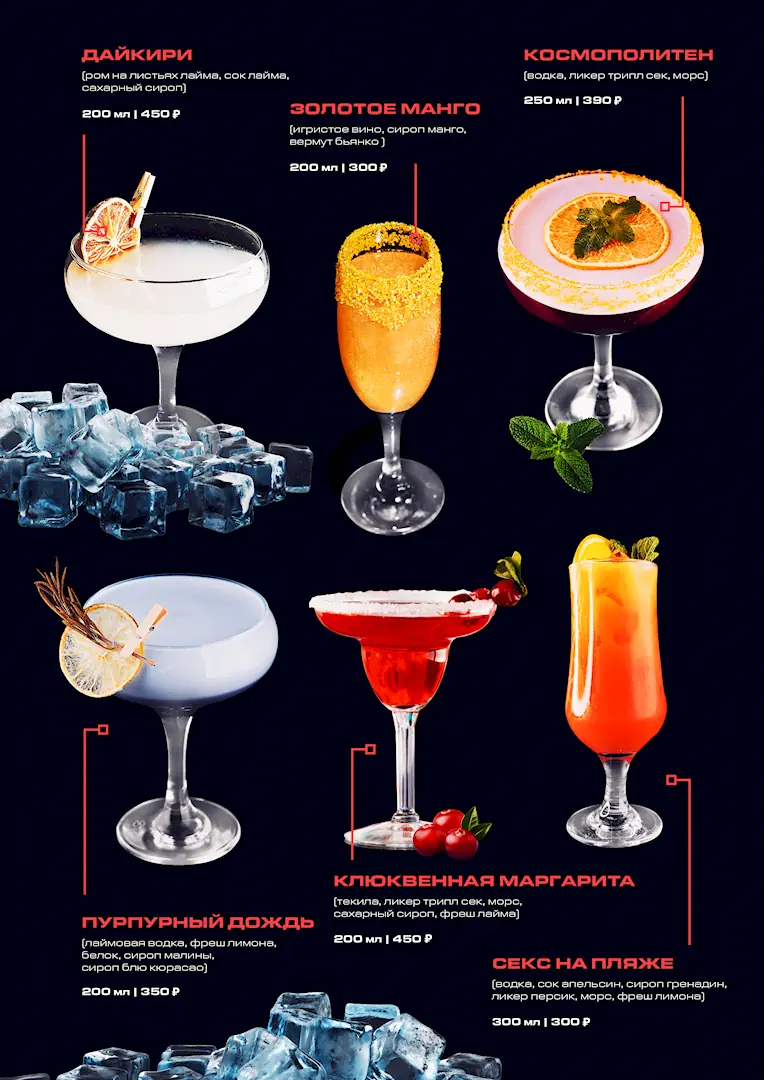 ДАЙКИРИ
(ром на листьях лайма, сок лайма,
сахарный сироп)
200 мл | 450 ₽
ЗОЛОТОЕ МАНГО
(игристое вино, сироп манго,
вермут бьянко )
200 мл | 300 ₽
КОСМОПОЛИТЕН
(водка, ликер трипл сек, морс)
250 мл | 390 ₽
ПУРПУРНЫЙ ДОЖДЬ
(лаймовая водка, фреш лимона,
белок, сироп малины,
сироп блю кюрасао)
200 мл | 350 ₽
КЛЮКВЕННАЯ МАРГАРИТА
(текила, ликер трипл сек, морс,
сахарный сироп, фреш лайма)
200 мл | 450 ₽
СЕКС НА ПЛЯЖЕ
(водка, сок апельсин, сироп гренадин,
ликер персик, морс, фреш лимона)
300 мл | 300 ₽